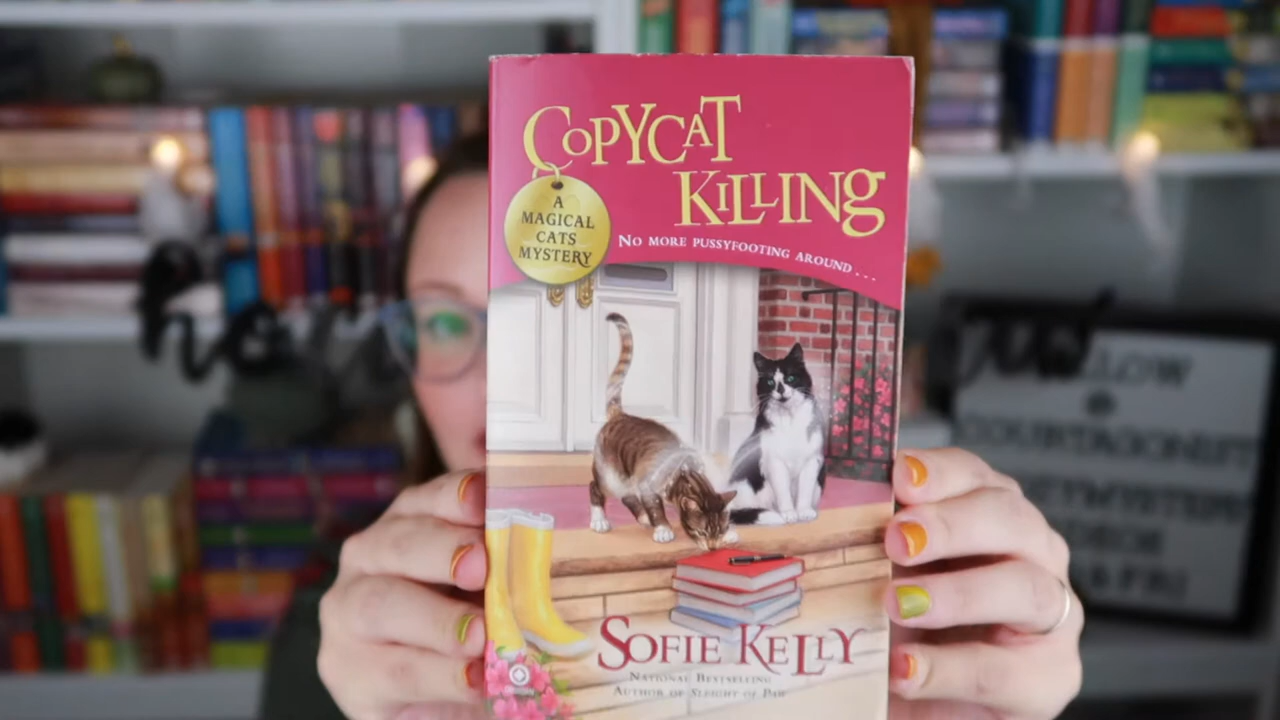 COPYCAT
KILLING
A
MAGICAL
CATS
MYSTERY
NO MORE PUSSYFOOTING AROUND...
SOFIE KELLY
NATIONAL BESTSELLING
AUTHOR OF SLEIGHT OF PAW